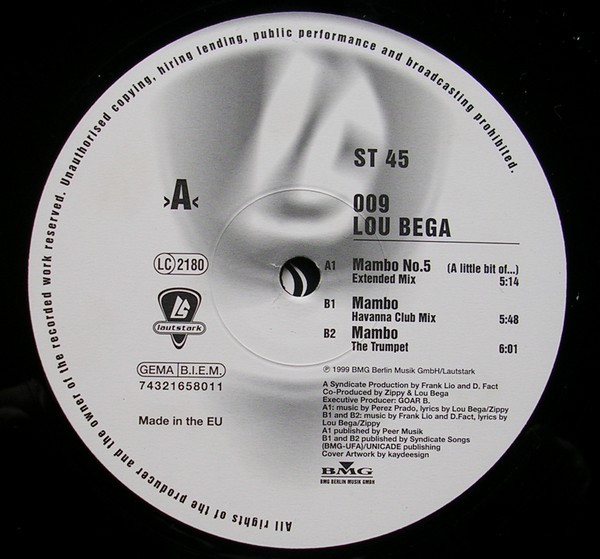 All rights of the producer and the owner of the recorded work reserved. Unauthorised copying, hiring lending, public performance and broadcasting prohibited.
ST 45
›A‹
009
LOU BEGA
LC 2180
A1 Mambo No.5 (A little bit of...)
Extended Mix 5:14
B1 Mambo
Havanna Club Mix 5:48
B2 Mambo
The Trumpet 6:01
LS
lautstark
GEMA B.I.E.M.
74321658011
Made in the EU
℗ 1999 BMG Berlin Musik GmbH/Lautstark
A Syndicate Production by Frank Lio and D. Fact
Co-Produced by Zippy & Lou Bega
Executive Producer: GOAR B.
A1: music by Perez Prado, lyrics by Lou Bega/Zippy
B1 and B2: music by Frank Lio and D.Fact, lyrics by
Lou Bega/Zippy
A1 published by Peer Musik
B1 and B2 published by Syndicate Songs
(BMG-UFA)/UNICADE publishing
Cover Artwork by kaydeesign
BMG
BMG BERLIN MUSIK GMBH